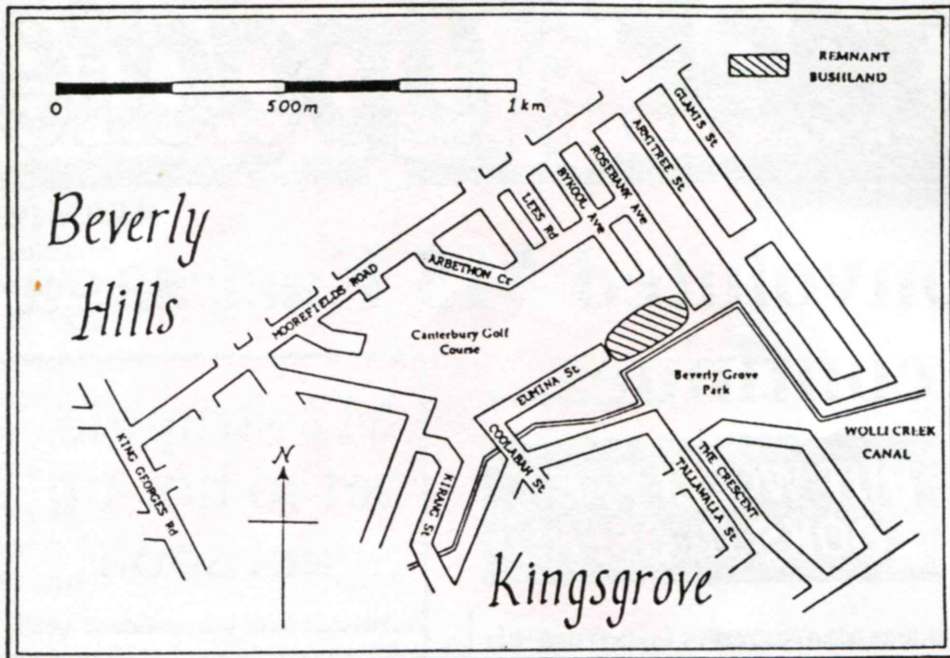 REMNANT
BUSHLAND
0
500m
1 km
GLAMIS St
ARMITREE St.
ROSEBANK Ave
BYKOOL Ave
LEES Rd
Beverly
Hills
ARBETHON Cr
MOOREFIELDS ROAD
Canterbury Golf
Course
ELMINA St
Beverly Grove
Park
WOLLI CREEK
CANAL
KING GEORGES Rd
N
KIRANG St
COOLABAH St
THE CRESCENT
TALLAWALLA St
Kingsgrove